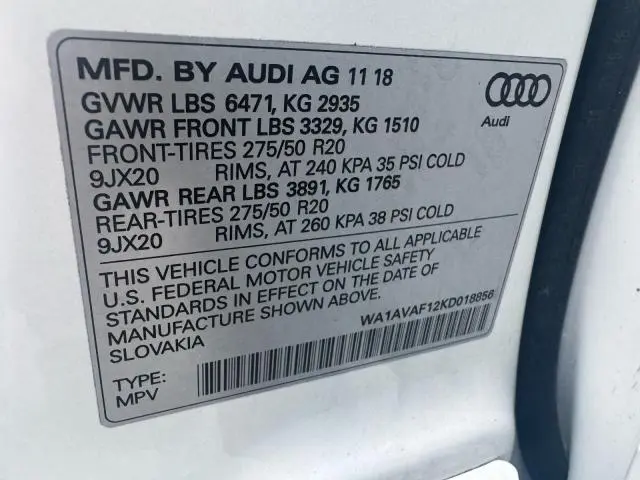 MFD. BY AUDI AG 11 18
GVWR LBS 6471, KG 2935
GAWR FRONT LBS 3329, KG 1510
FRONT-TIRES 275/50 R20
9JX20 RIMS, AT 240 KPA 35 PSI COLD
GAWR REAR LBS 3891, KG 1765
REAR-TIRES 275/50 R20
9JX20 RIMS, AT 260 KPA 38 PSI COLD
Audi
THIS VEHICLE CONFORMS TO ALL APPLICABLE
U.S. FEDERAL MOTOR VEHICLE SAFETY
STANDARDS IN EFFECT ON THE DATE OF
MANUFACTURE SHOWN ABOVE.
SLOVAKIA
WA1AVAF12KD018856
TYPE:
MPV